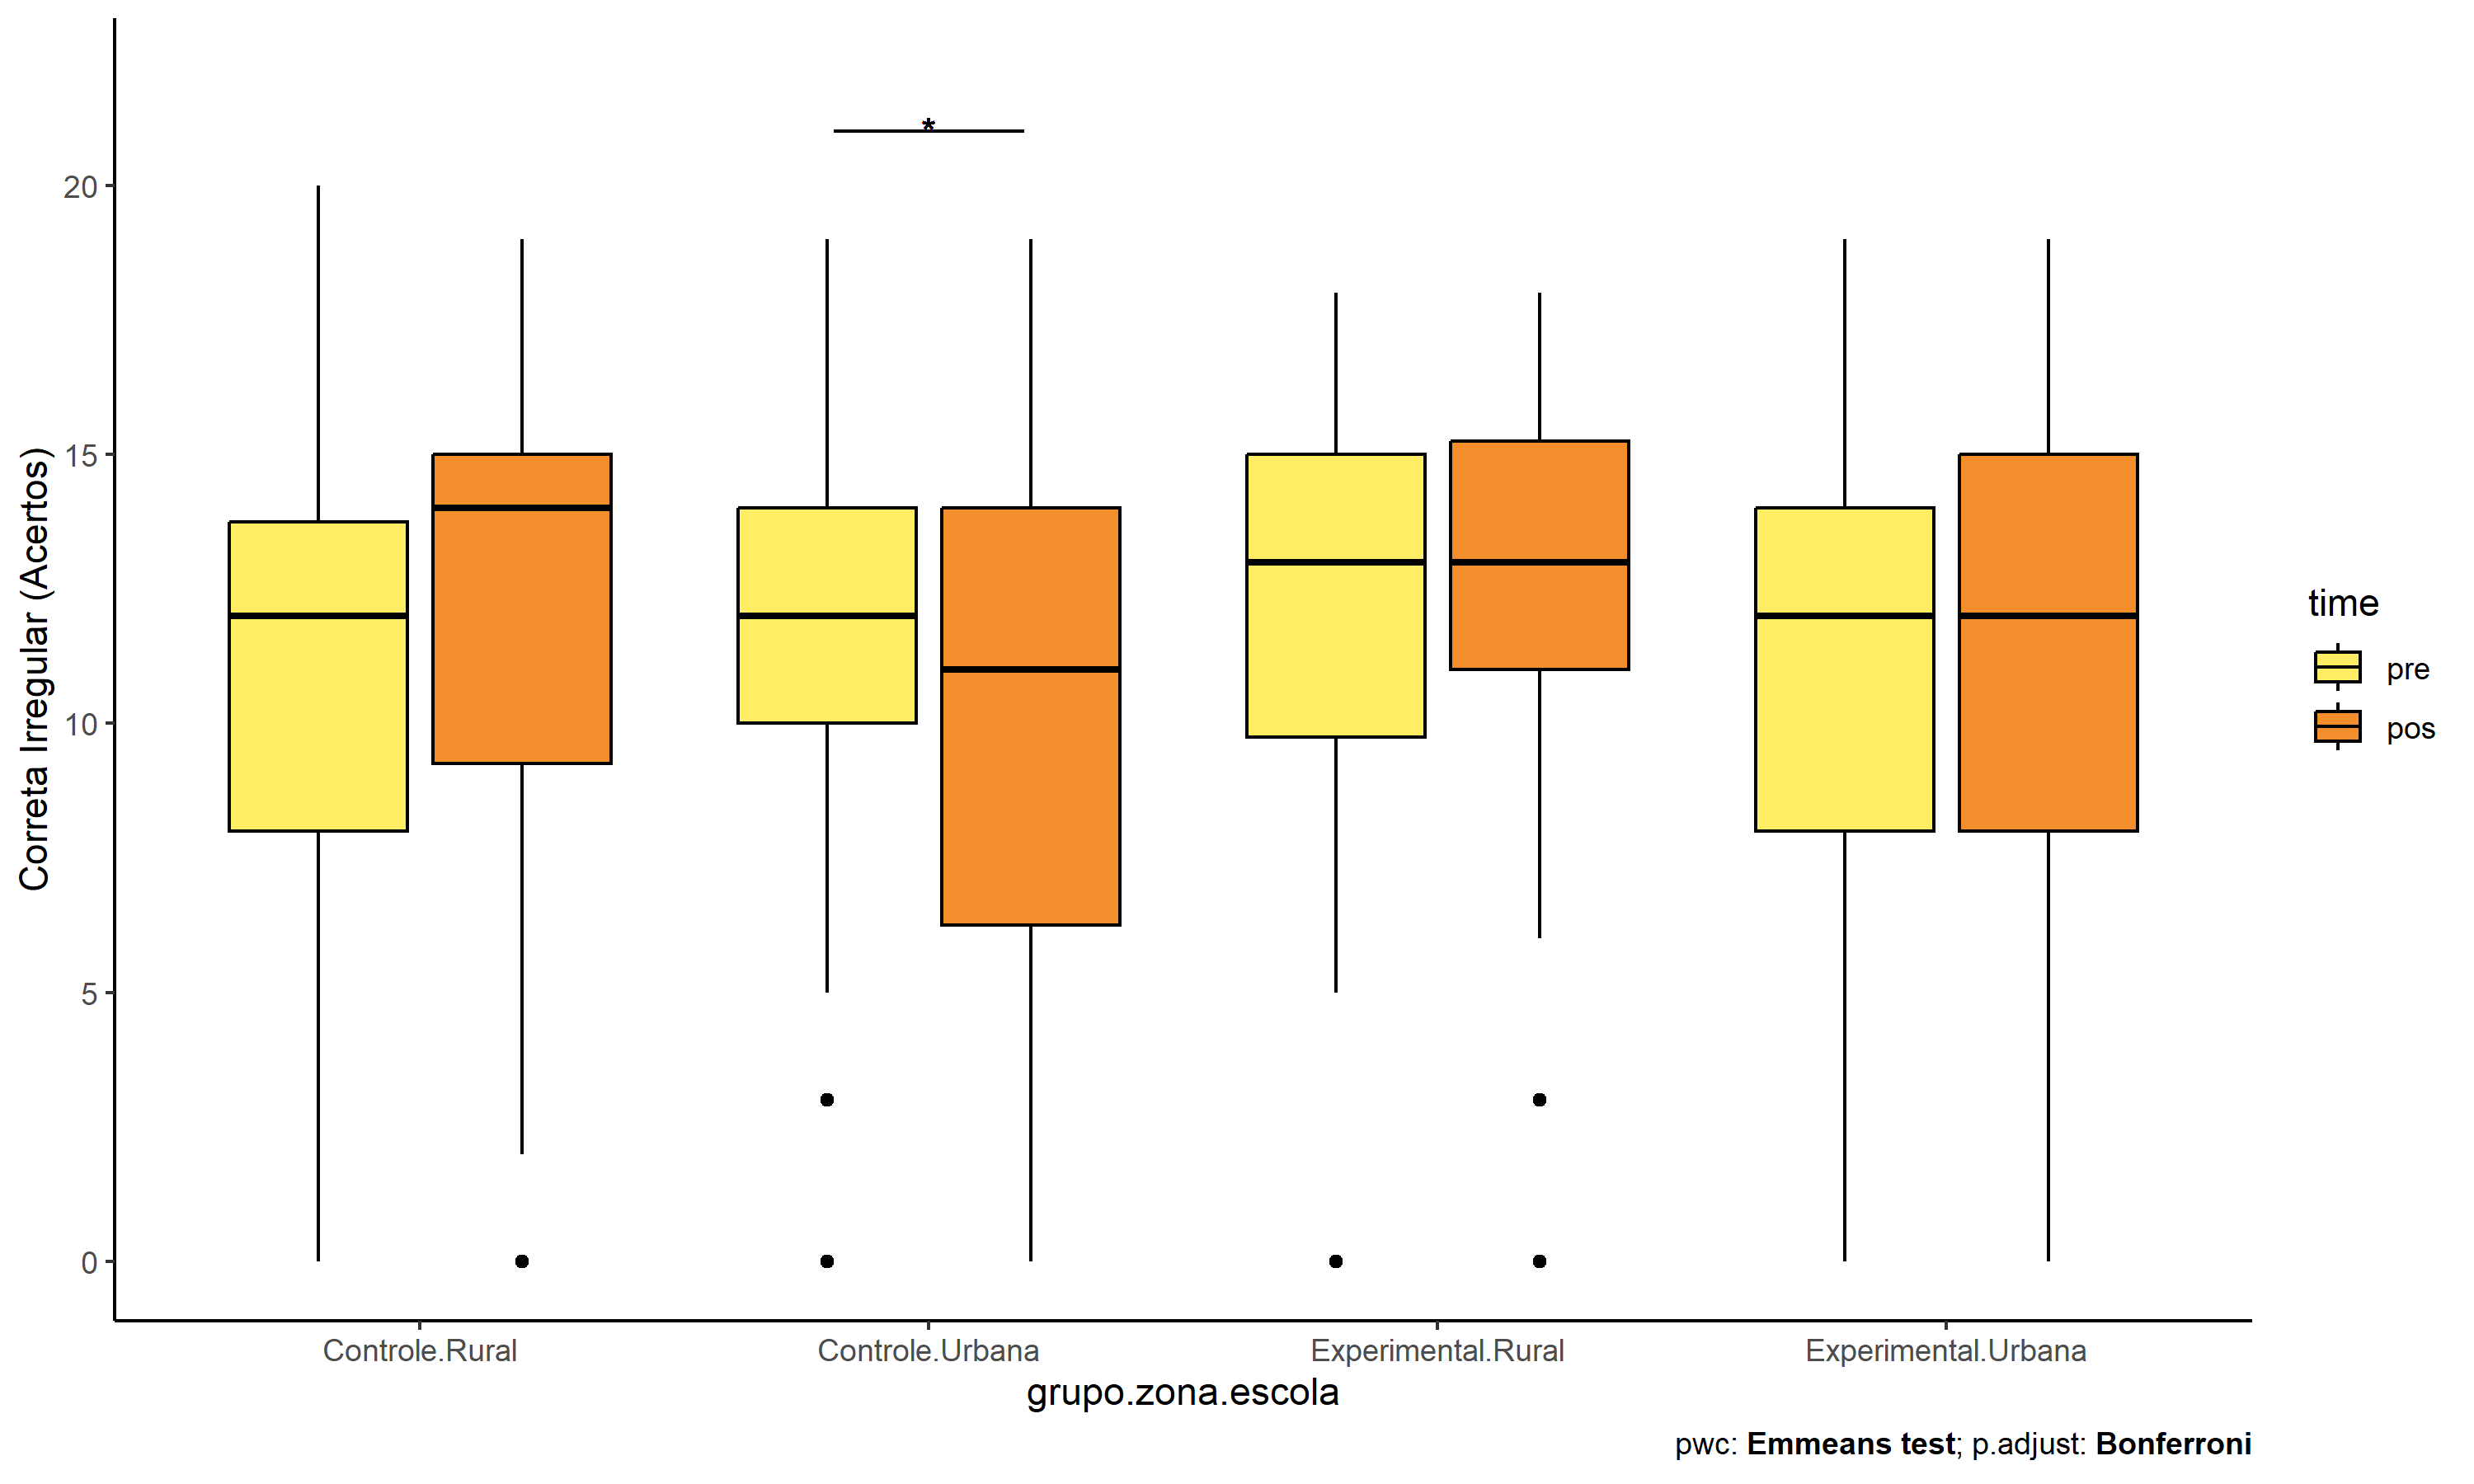 *
20
15
10
5
0
Correta Irregular (Acertos)
Controle.Rural
Controle.Urbana
Experimental.Rural
Experimental.Urbana
grupo.zona.escola
time
pre
pos
pwc: Emmeans test; p.adjust: Bonferroni